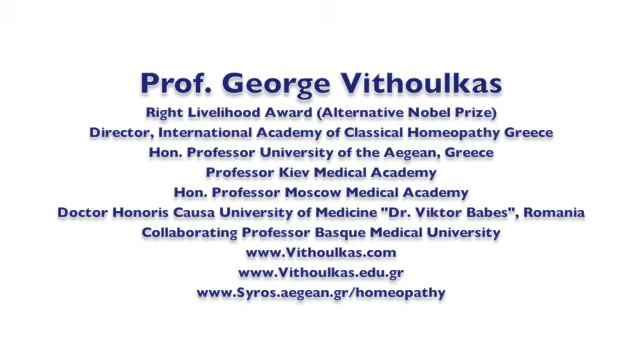 Prof. George Vithoulkas
Right Livelihood Award (Alternative Nobel Prize)
Director, International Academy of Classical Homeopathy Greece
Hon. Professor University of the Aegean, Greece
Professor Kiev Medical Academy
Hon. Professor Moscow Medical Academy
Doctor Honoris Causa University of Medicine "Dr. Viktor Babes", Romania
Collaborating Professor Basque Medical University
www.Vithoulkas.com
www.Vithoulkas.edu.gr
www.Syros.aegean.gr/homeopathy